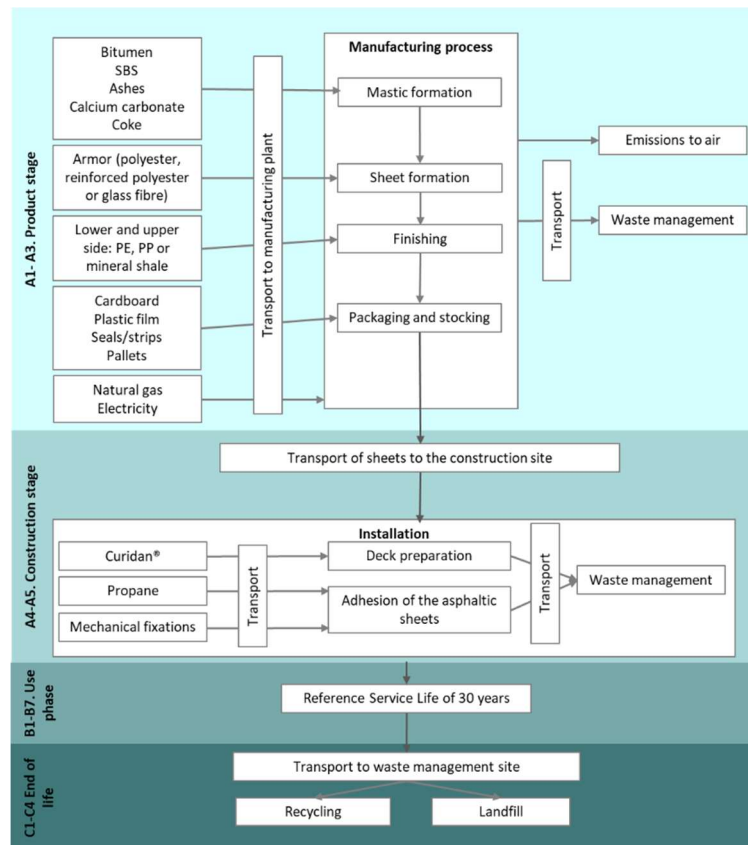 A1- A3. Product stage
Bitumen
SBS
Ashes
Calcium carbonate
Coke
Armor (polyester,
reinforced polyester
or glass fibre)
Lower and upper
side: PE, PP or
mineral shale
Cardboard
Plastic film
Seals/strips
Pallets
Natural gas
Electricity
Transport to manufacturing plant
Manufacturing process
Mastic formation
Sheet formation
Finishing
Packaging and stocking
Emissions to air
Transport
Waste management
A4-A5. Construction stage
Transport of sheets to the construction site
Installation
Curidan®
Propane
Mechanical fixations
Transport
Deck preparation
Adhesion of the asphaltic
sheets
Transport
Waste management
B1-B7. Use
phase
Reference Service Life of 30 years
C1-C4 End of
life
Transport to waste management site
Recycling
Landfill